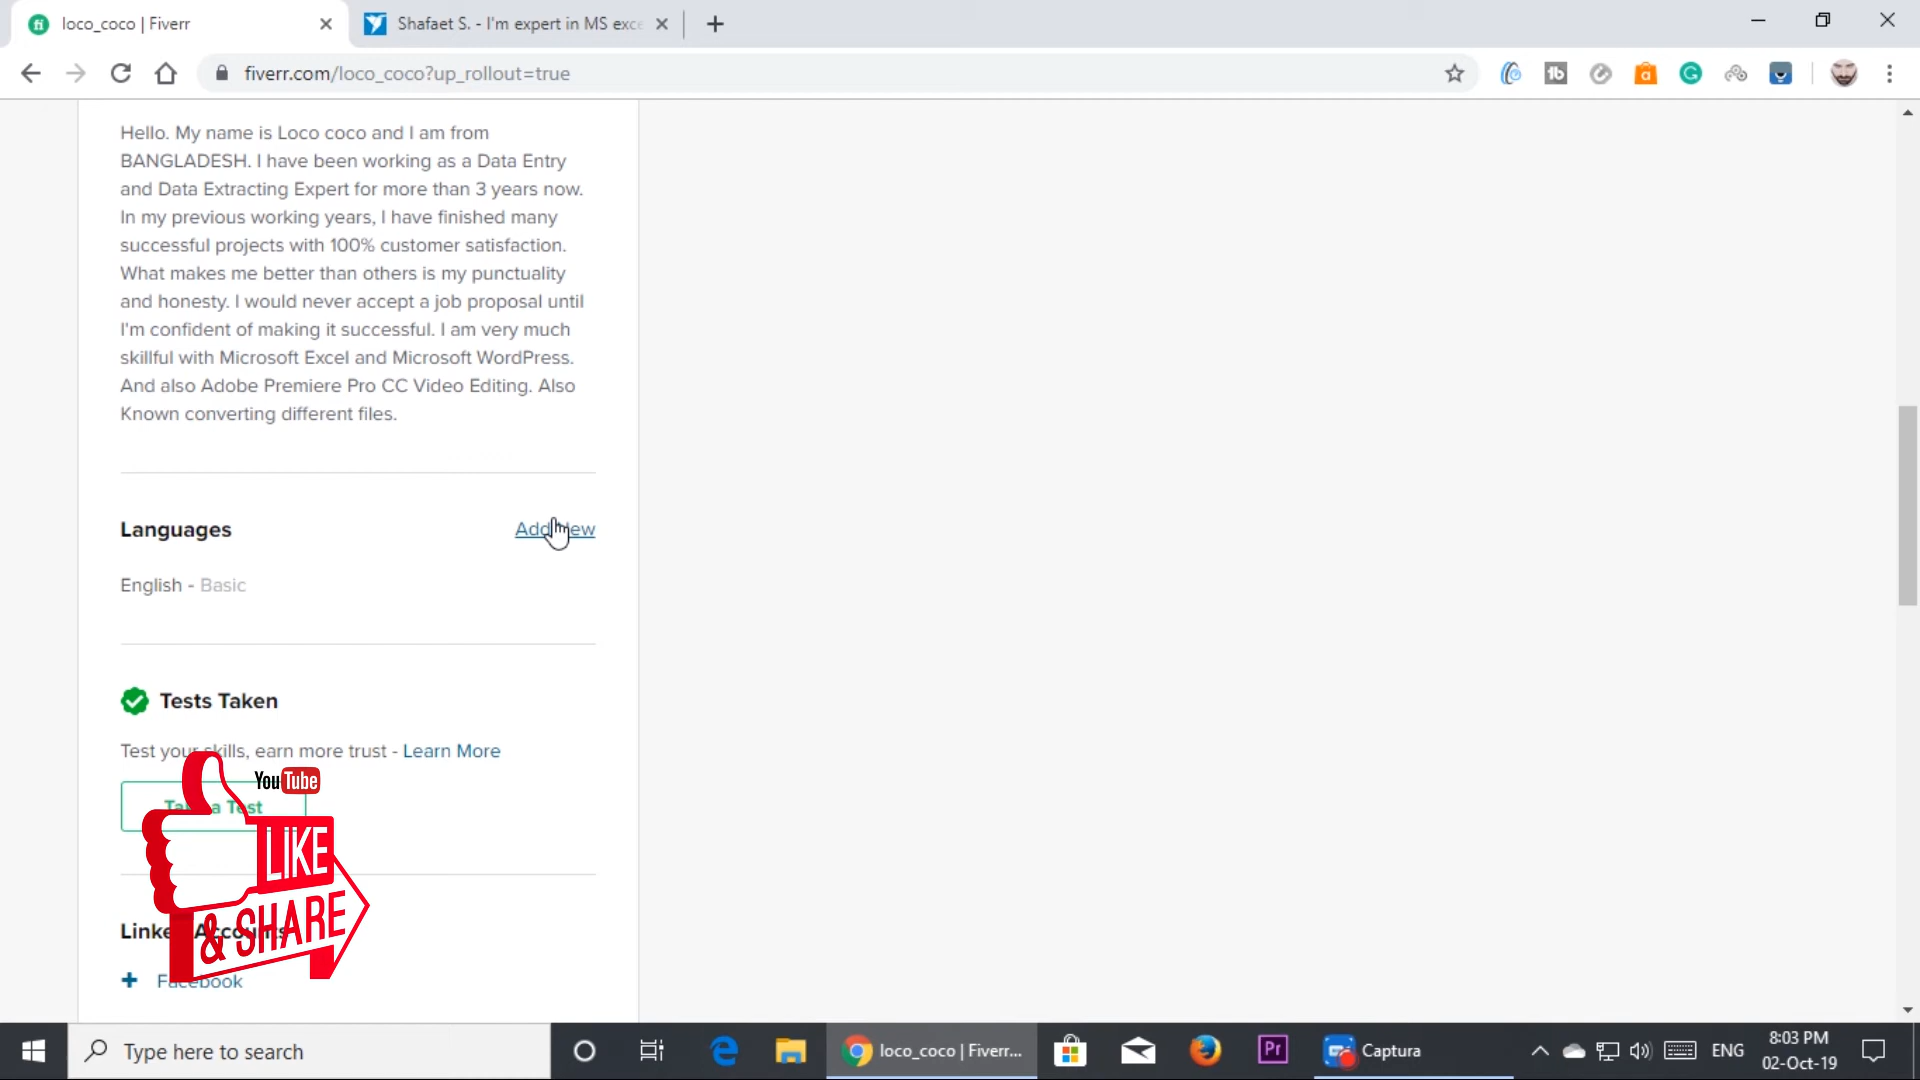 loco_coco | Fiverr
Shafaet S. - I'm expert in MS exce
fiverr.com/loco_coco?up_rollout=true
Hello. My name is Loco coco and I am from
BANGLADESH. I have been working as a Data Entry
and Data Extracting Expert for more than 3 years now.
In my previous working years, I have finished many
successful projects with 100% customer satisfaction.
What makes me better than others is my punctuality
and honesty. I would never accept a job proposal until
I'm confident of making it successful. I am very much
skillful with Microsoft Excel and Microsoft WordPress.
And also Adobe Premiere Pro CC Video Editing. Also
Known converting different files.
Languages
Add New
English - Basic
Tests Taken
Test your skills, earn more trust - Learn More
YouTube
Take a Test
LIKE
& SHARE
Linked Accounts
Facebook
Type here to search
loco_coco | Fiverr...
Pr
Captura
ENG
8:03 PM
02-Oct-19